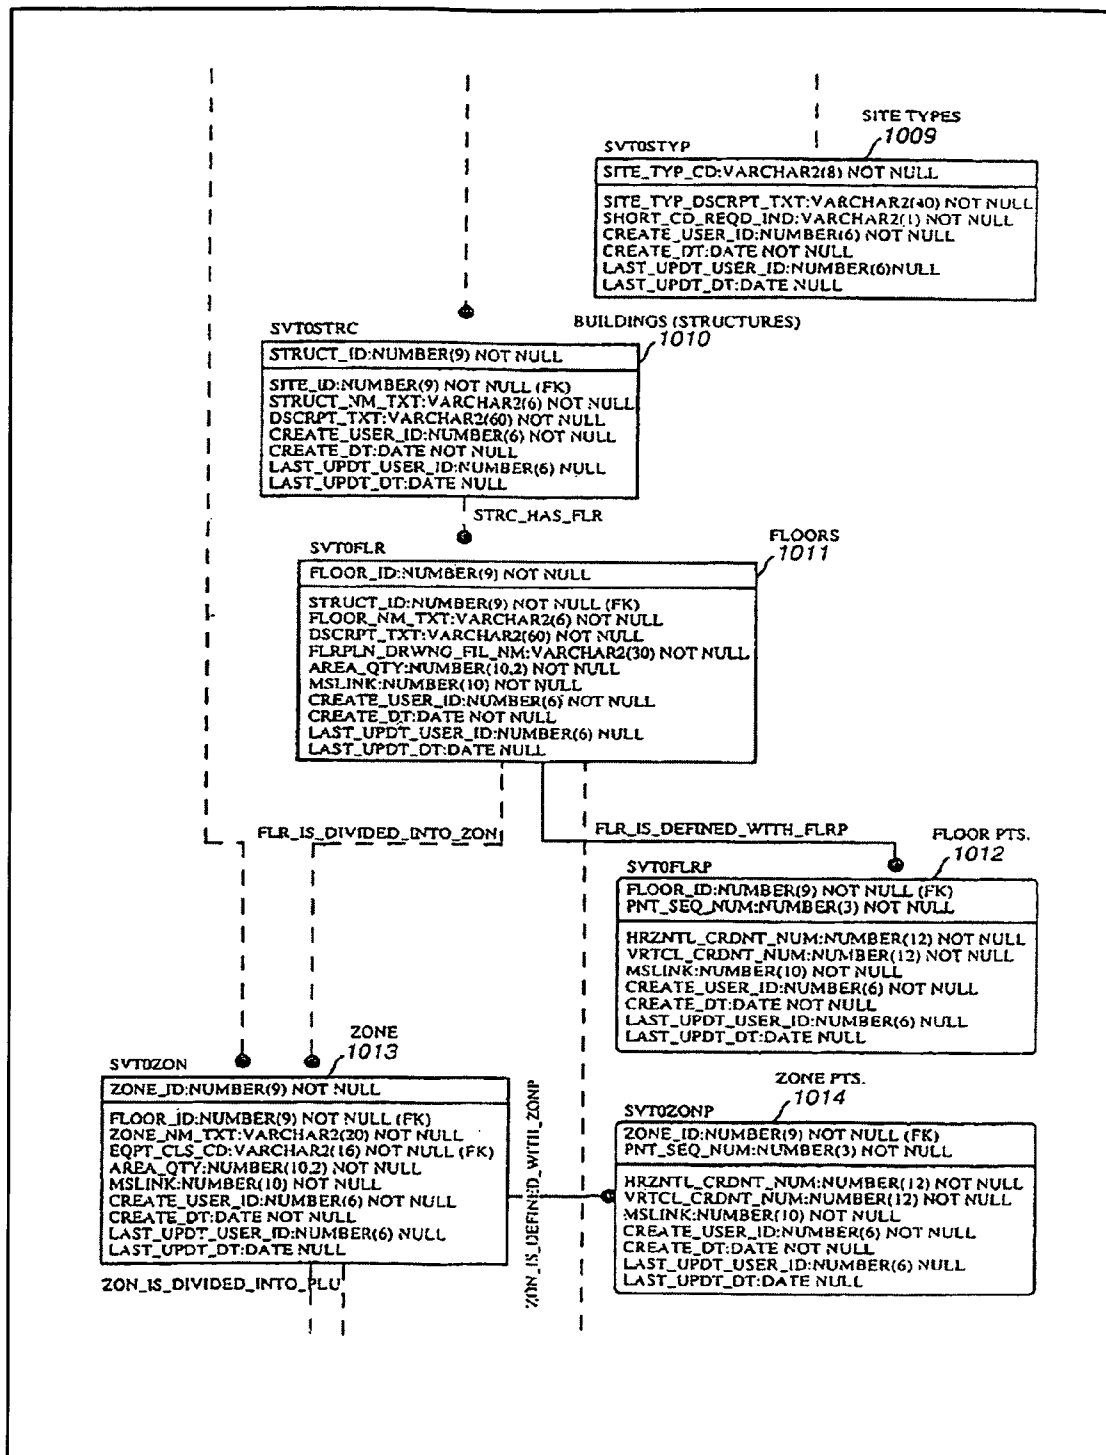 SITE TYPES
1009
SVT0STYP
SITE_TYP_CD:VARCHAR2(8) NOT NULL
SITE_TYP_DSCRPT_TXT:VARCHAR2(40) NOT NULL
SHORT_CD_REQD_IND:VARCHAR2(1) NOT NULL
CREATE_USER_ID:NUMBER(6) NOT NULL
CREATE_DT:DATE NOT NULL
LAST_UPDT_USER_ID:NUMBER(6)NULL
LAST_UPDT_DT:DATE NULL
BUILDINGS (STRUCTURES)
1010
SVT0STRC
STRUCT_ID:NUMBER(9) NOT NULL
SITE_ID:NUMBER(9) NOT NULL (FK)
STRUCT_NM_TXT:VARCHAR2(6) NOT NULL
DSCRPT_TXT:VARCHAR2(60) NOT NULL
CREATE_USER_ID:NUMBER(6) NOT NULL
CREATE_DT:DATE NOT NULL
LAST_UPDT_USER_ID:NUMBER(6) NULL
LAST_UPDT_DT:DATE NULL
STRC_HAS_FLR
FLOORS
1011
SVT0FLR
FLOOR_ID:NUMBER(9) NOT NULL
STRUCT_ID:NUMBER(9) NOT NULL (FK)
FLOOR_NM_TXT:VARCHAR2(6) NOT NULL
DSCRPT_TXT:VARCHAR2(60) NOT NULL
FLRPLN_DRWNG_FIL_NM:VARCHAR2(30) NOT NULL
AREA_QTY:NUMBER(10,2) NOT NULL
MSLINK:NUMBER(10) NOT NULL
CREATE_USER_ID:NUMBER(6) NOT NULL
CREATE_DT:DATE NOT NULL
LAST_UPDT_USER_ID:NUMBER(6) NULL
LAST_UPDT_DT:DATE NULL
FLR_IS_DIVIDED_INTO_ZON
FLR_IS_DEFINED_WITH_FLRP
FLOOR PTS.
1012
SVT0FLRP
FLOOR_ID:NUMBER(9) NOT NULL (FK)
PNT_SEQ_NUM:NUMBER(3) NOT NULL
HRZNTL_CRDNT_NUM:NUMBER(12) NOT NULL
VRTCL_CRDNT_NUM:NUMBER(12) NOT NULL
MSLINK:NUMBER(10) NOT NULL
CREATE_USER_ID:NUMBER(6) NOT NULL
CREATE_DT:DATE NOT NULL
LAST_UPDT_USER_ID:NUMBER(6) NULL
LAST_UPDT_DT:DATE NULL
ZONE
1013
SVT0ZON
ZONE_ID:NUMBER(9) NOT NULL
FLOOR_ID:NUMBER(9) NOT NULL (FK)
ZONE_NM_TXT:VARCHAR2(20) NOT NULL
EQPT_CLS_CD:VARCHAR2(16) NOT NULL (FK)
AREA_QTY:NUMBER(10,2) NOT NULL
MSLINK:NUMBER(10) NOT NULL
CREATE_USER_ID:NUMBER(6) NOT NULL
CREATE_DT:DATE NOT NULL
LAST_UPDT_USER_ID:NUMBER(6) NULL
LAST_UPDT_DT:DATE NULL
ZON_IS_DIVIDED_INTO_PLU
ZON_IS_DEFINED_WITH_ZONP
ZONE PTS.
1014
SVT0ZONP
ZONE_ID:NUMBER(9) NOT NULL (FK)
PNT_SEQ_NUM:NUMBER(3) NOT NULL
HRZNTL_CRDNT_NUM:NUMBER(12) NOT NULL
VRTCL_CRDNT_NUM:NUMBER(12) NOT NULL
MSLINK:NUMBER(10) NOT NULL
CREATE_USER_ID:NUMBER(6) NOT NULL
CREATE_DT:DATE NOT NULL
LAST_UPDT_USER_ID:NUMBER(6) NULL
LAST_UPDT_DT:DATE NULL